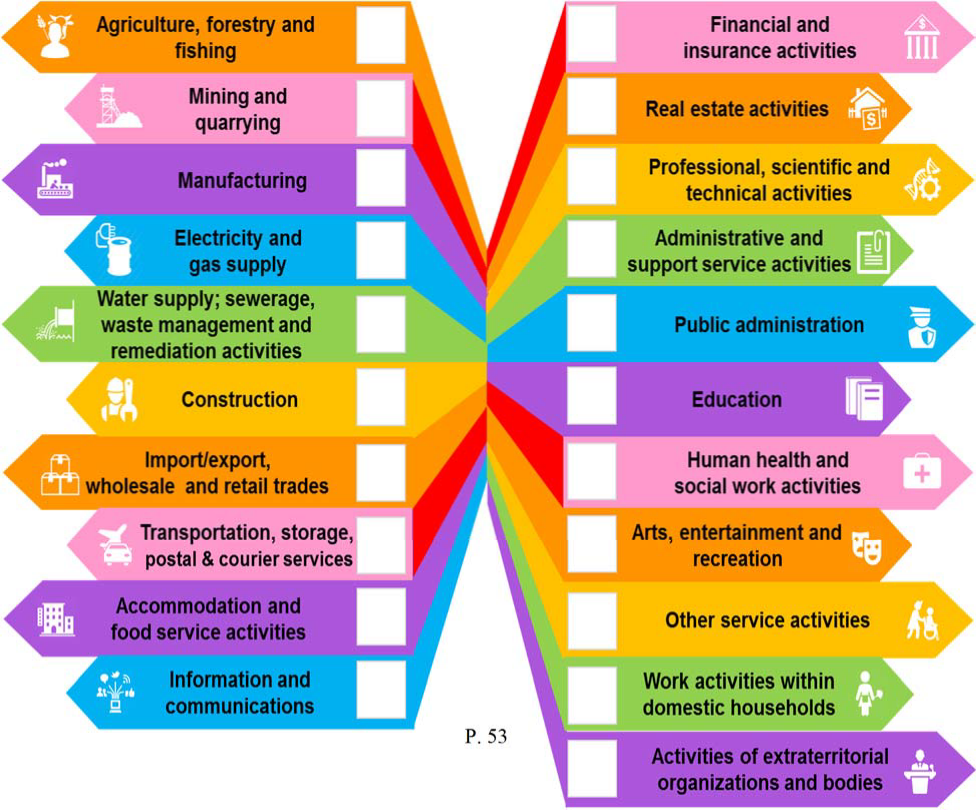 Agriculture, forestry and
fishing
Mining and
quarrying
Manufacturing
Electricity and
gas supply
Water supply; sewerage,
waste management and
remediation activities
Construction
Import/export,
wholesale and retail trades
Transportation, storage,
postal & courier services
Accommodation and
food service activities
Information and
communications
Financial and
insurance activities
Real estate activities
Professional, scientific and
technical activities
Administrative and
support service activities
Public administration
Education
Human health and
social work activities
Arts, entertainment and
recreation
Other service activities
Work activities within
domestic households
Activities of extraterritorial
organizations and bodies
P. 53